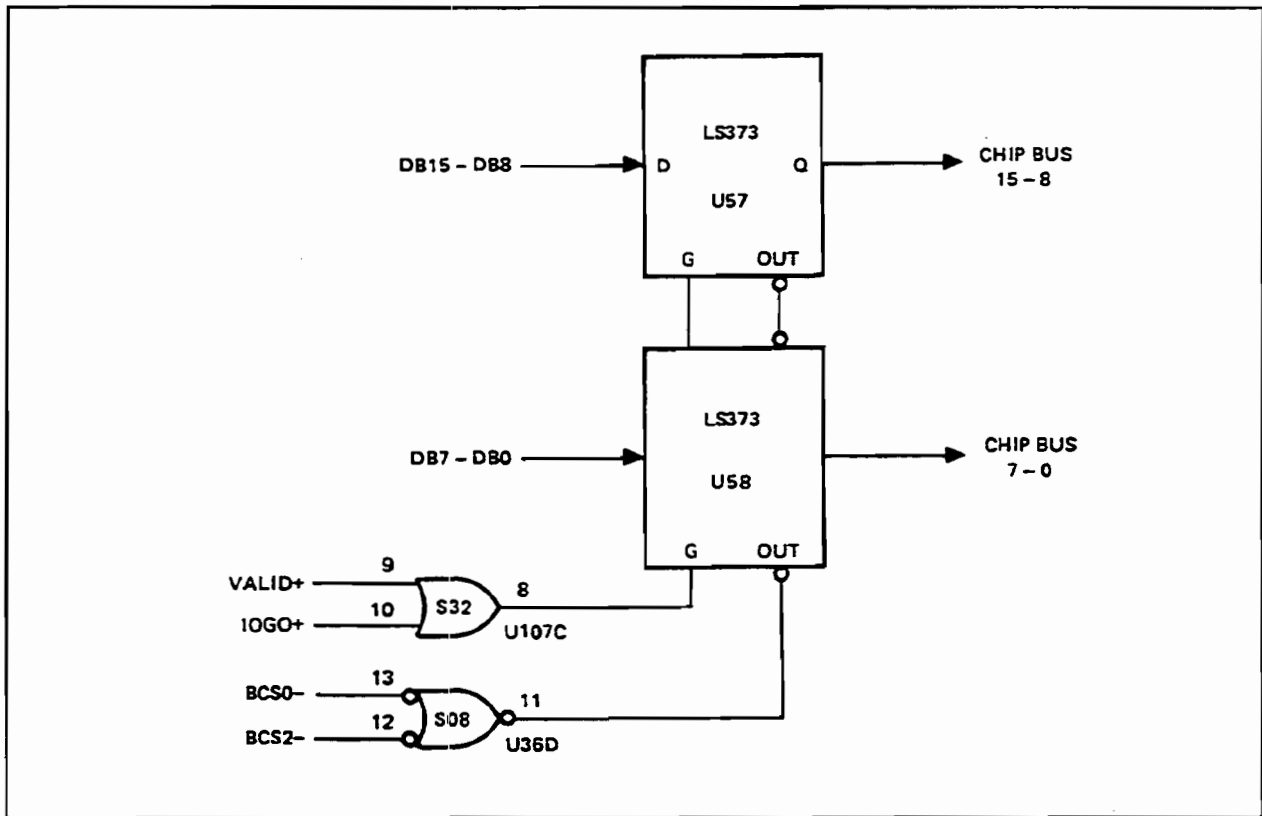 LS373
DB15 – DB8
D
Q
CHIP BUS
15 – 8
U57
G
OUT
LS373
DB7 – DB0
CHIP BUS
7 – 0
U58
G
OUT
VALID+
9
8
S32
10
IOGO+
U107C
BCS0–
13
11
S08
12
BCS2–
U36D